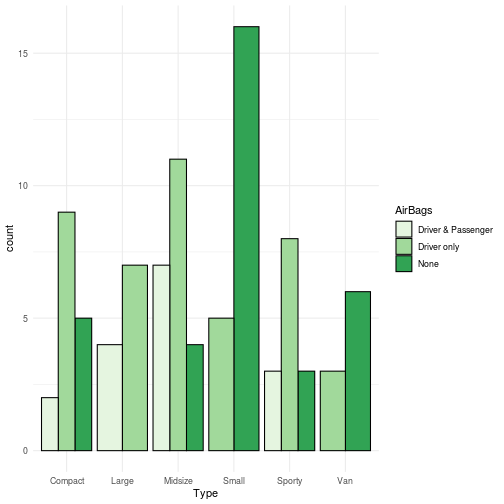 15
10
5
0
count
Compact
Large
Midsize
Small
Sporty
Van
Type
AirBags
Driver & Passenger
Driver only
None